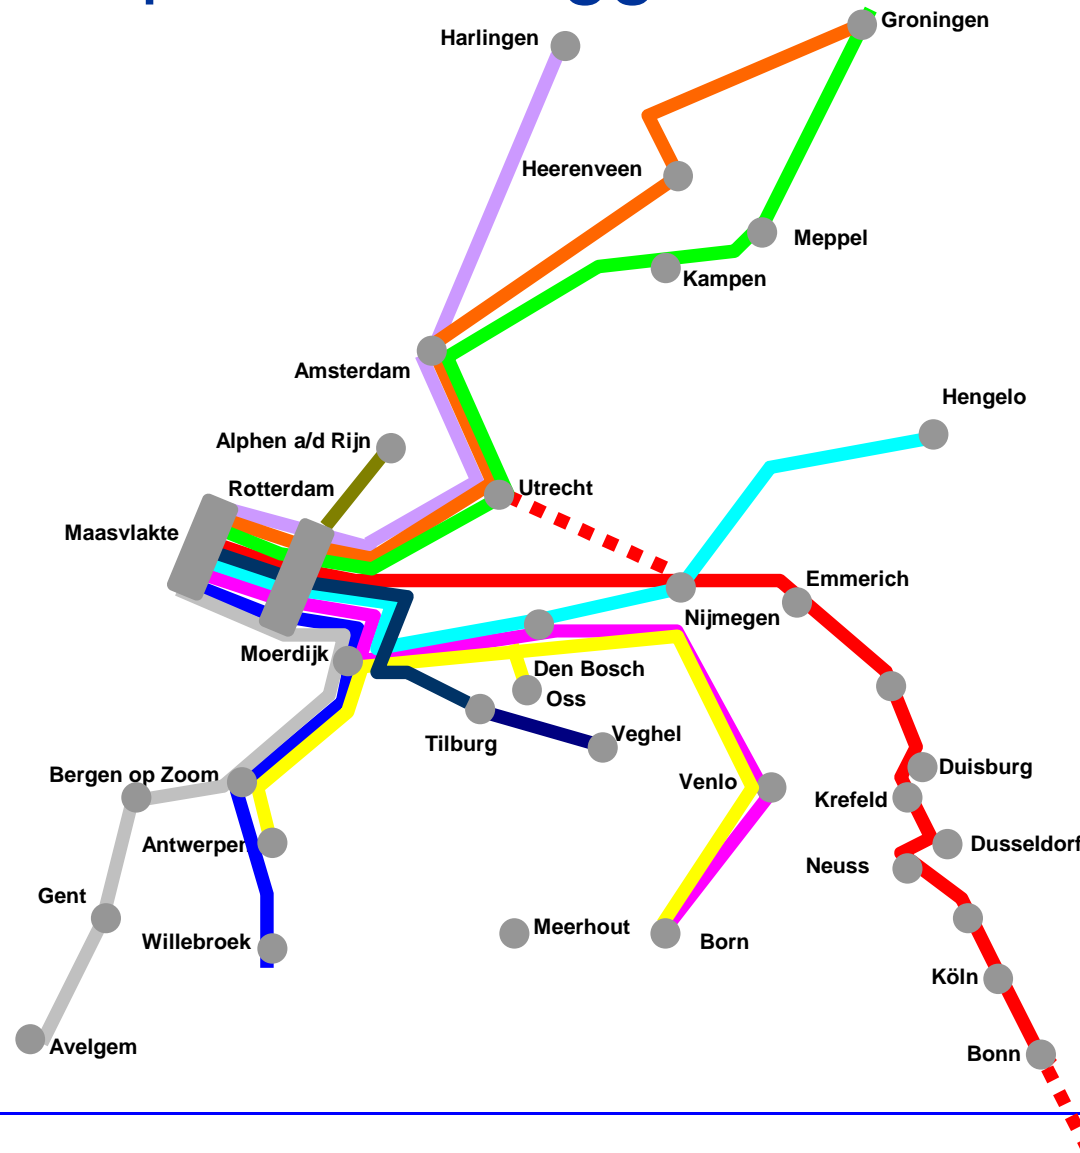 Harlingen
Groningen
Heerenveen
Meppel
Kampen
Amsterdam
Hengelo
Alphen a/d Rijn
Rotterdam
Utrecht
Maasvlakte
Emmerich
Nijmegen
Moerdijk
Den Bosch
Oss
Tilburg
Veghel
Bergen op Zoom
Venlo
Duisburg
Krefeld
Antwerpen
Dusseldorf
Neuss
Gent
Willebroek
Meerhout
Born
Köln
Avelgem
Bonn